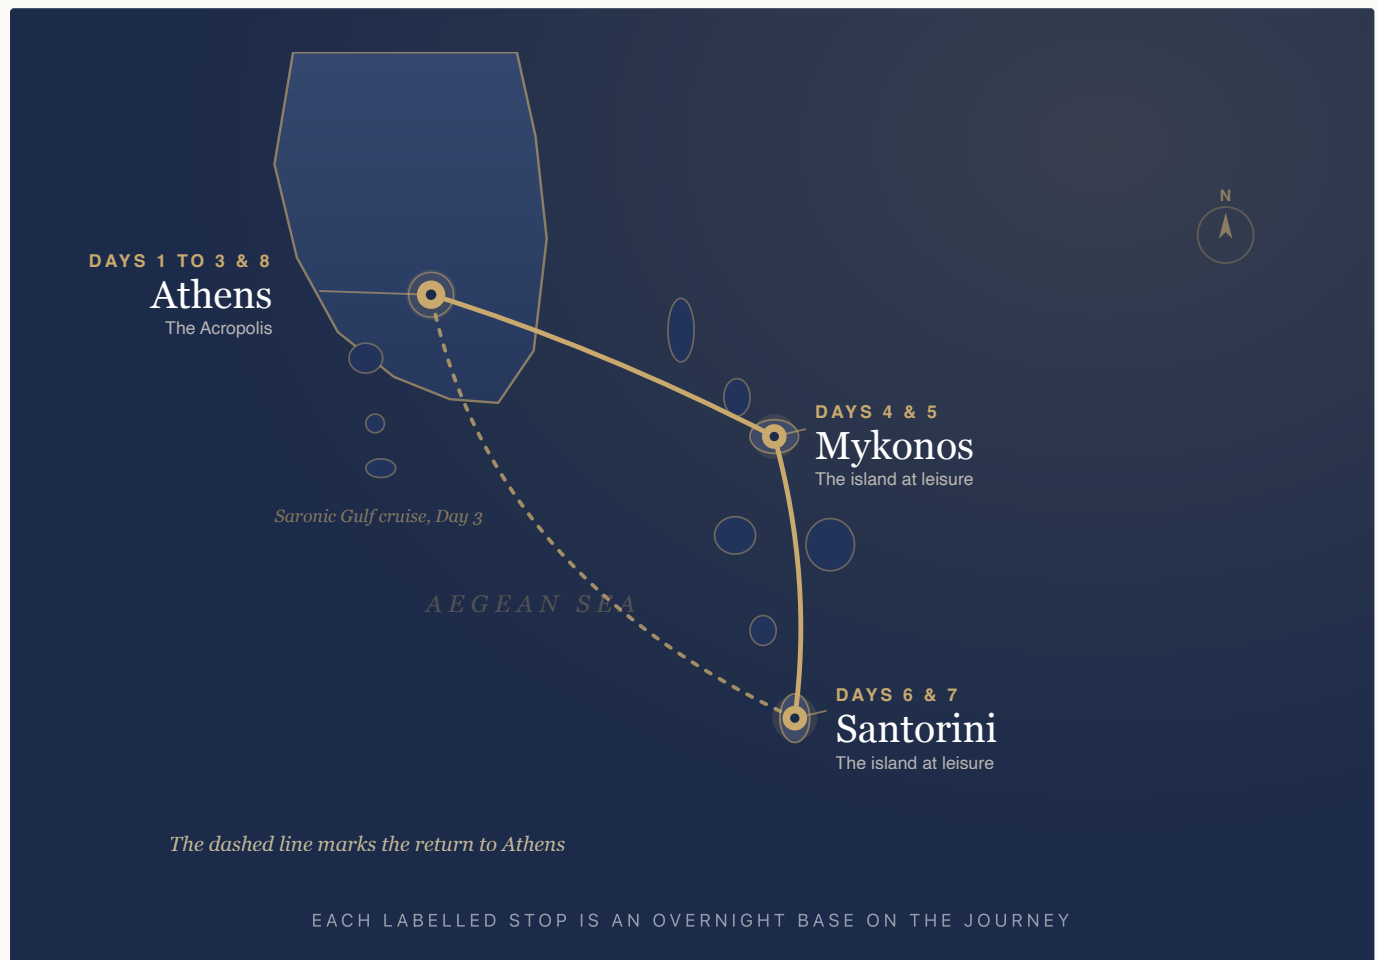 N
DAYS 1 TO 3 & 8
Athens
The Acropolis
DAYS 4 & 5
Mykonos
The island at leisure
Saronic Gulf cruise, Day 3
AEGEAN SEA
DAYS 6 & 7
Santorini
The island at leisure
The dashed line marks the return to Athens
EACH LABELLED STOP IS AN OVERNIGHT BASE ON THE JOURNEY